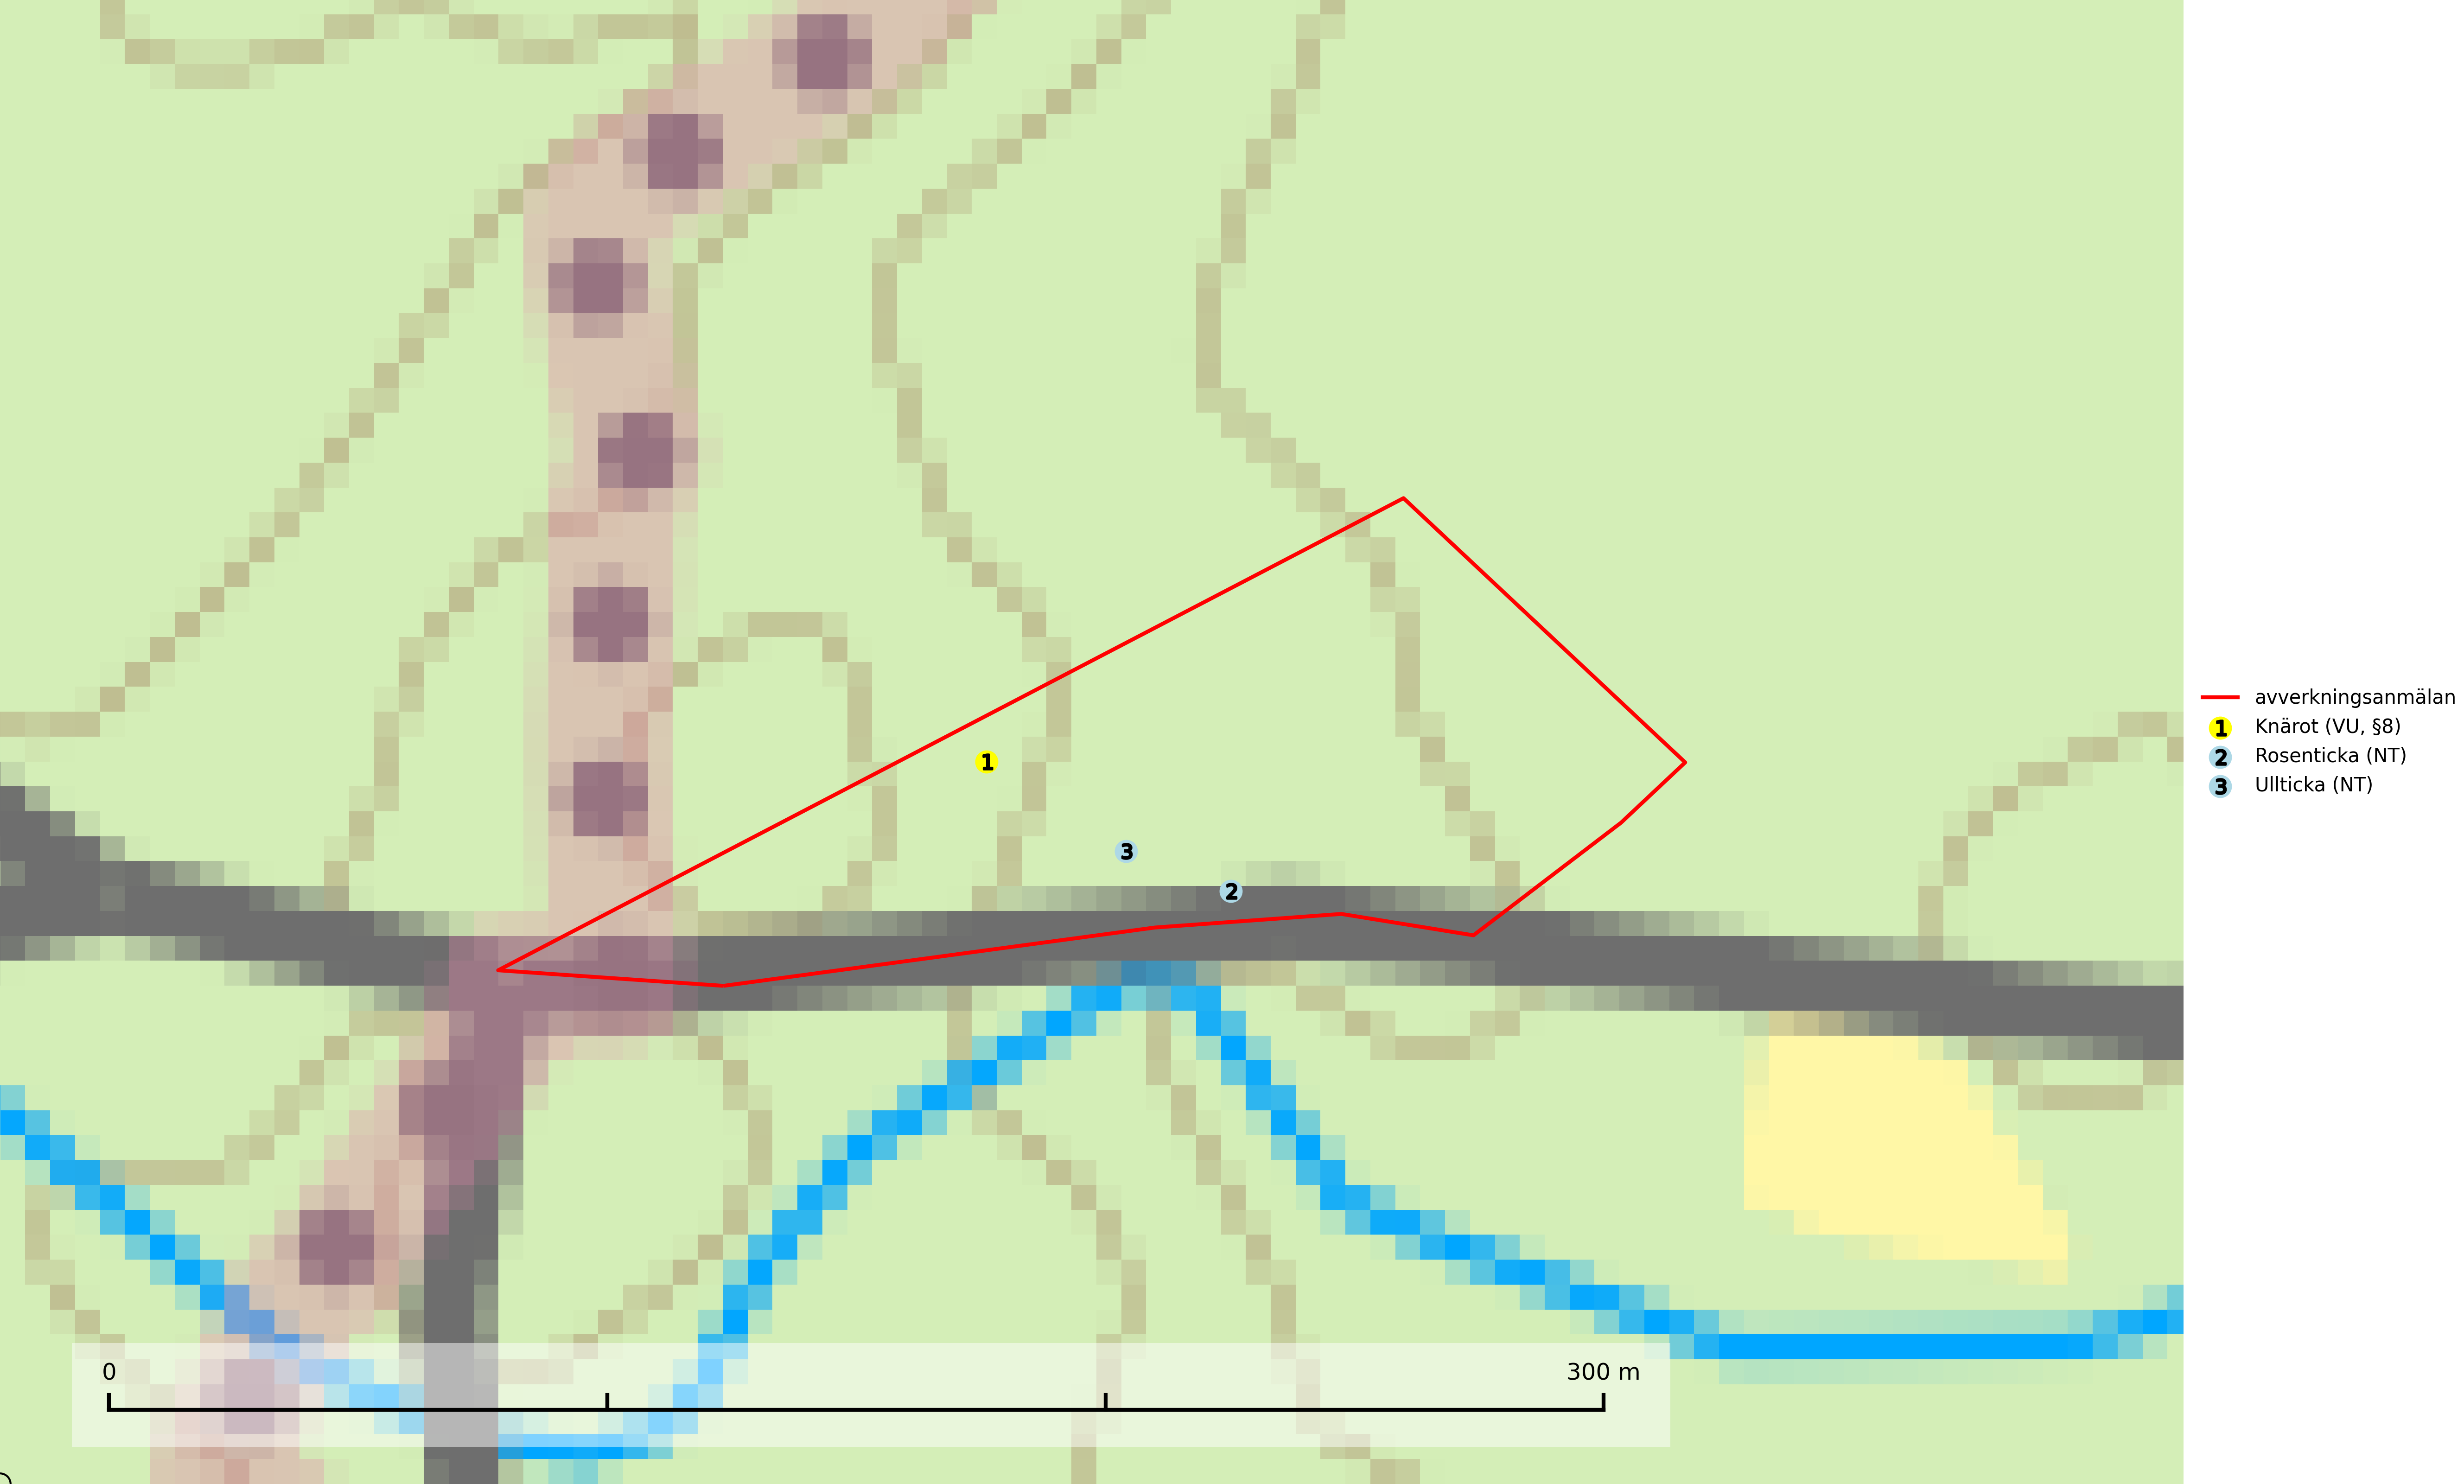 1
3
2
avverkningsanmälan
1 Knärot (VU, §8)
2 Rosenticka (NT)
3 Ullticka (NT)
0 300 m